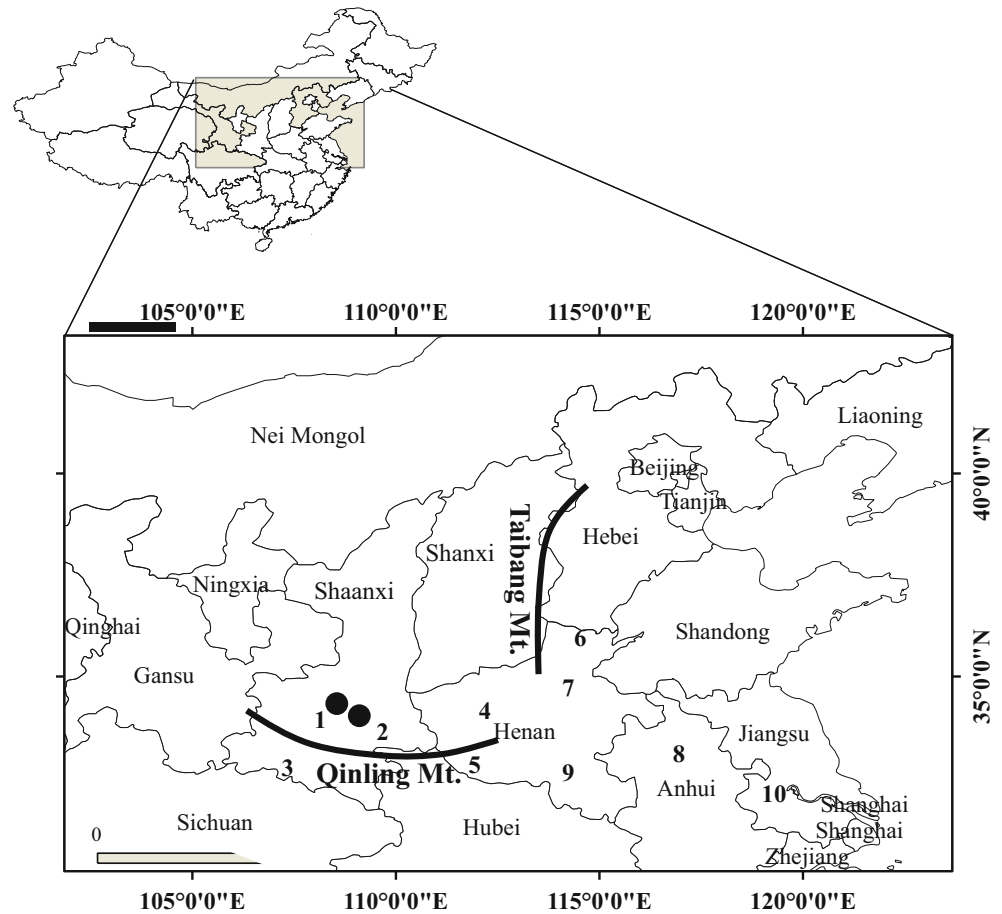 105°0'0"E 110°0'0"E 115°0'0"E 120°0'0"E
Liaoning
Nei Mongol
40°0'0"N
Beijing
Tianjin
Taibang Mt.
Hebei
Shanxi
Ningxia
Shaanxi
Qinghai
Shandong
6
Gansu
35°0'0"N
7
1
4
2
Henan
Jiangsu
8
3
Qinling Mt.
5
9
Anhui
10
Shanghai
Sichuan
Hubei
Shanghai
0
Zhejiang
105°0'0"E 110°0'0"E 115°0'0"E 120°0'0"E